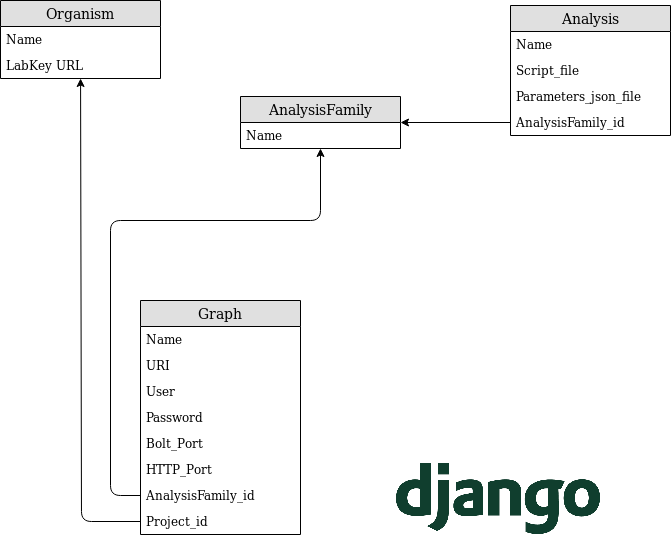 Organism
Name
LabKey URL
Analysis
Name
Script_file
Parameters_json_file
AnalysisFamily_id
AnalysisFamily
Name
Graph
Name
URI
User
Password
Bolt_Port
HTTP_Port
AnalysisFamily_id
Project_id
django